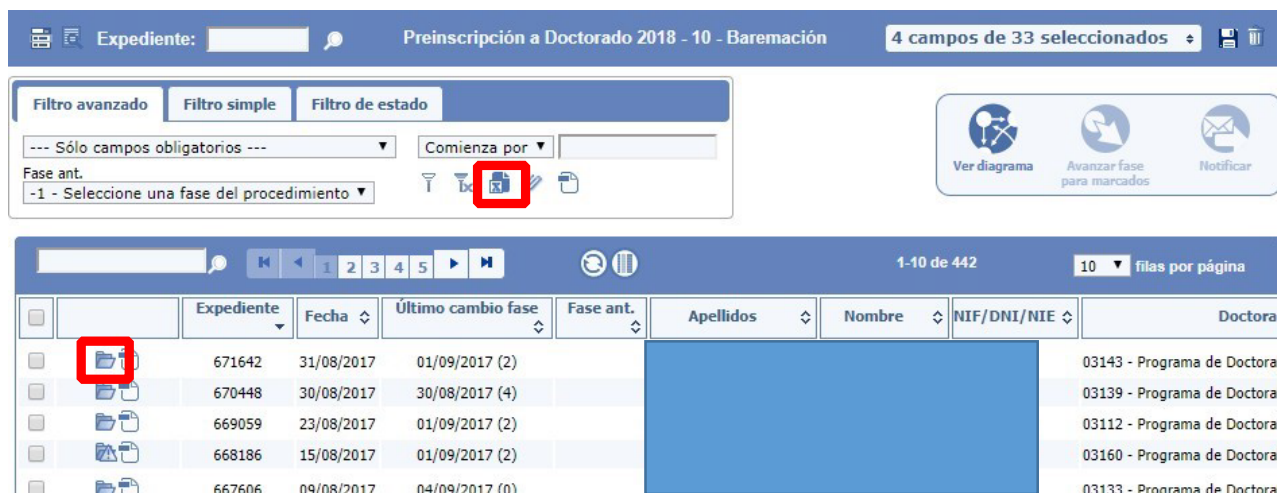 Expediente:
Preinscripción a Doctorado 2018 - 10 - Baremación
4 campos de 33 seleccionados
Filtro avanzado
Filtro simple
Filtro de estado
--- Sólo campos obligatorios ---
Comienza por
Fase ant.
-1 - Seleccione una fase del procedimiento
Ver diagrama
Avanzar fase
para marcados
Notificar
1 2 3 4 5
1-10 de 442
10 filas por página
Expediente Fecha Último cambio fase Fase ant. Apellidos Nombre NIF/DNI/NIE Doctora
671642 31/08/2017 01/09/2017 (2) 03143 - Programa de Doctora
670448 30/08/2017 30/08/2017 (4) 03139 - Programa de Doctora
669059 23/08/2017 01/09/2017 (2) 03112 - Programa de Doctora
668186 15/08/2017 01/09/2017 (2) 03160 - Programa de Doctora
667606 09/08/2017 04/09/2017 (0) 03133 - Programa de Doctora